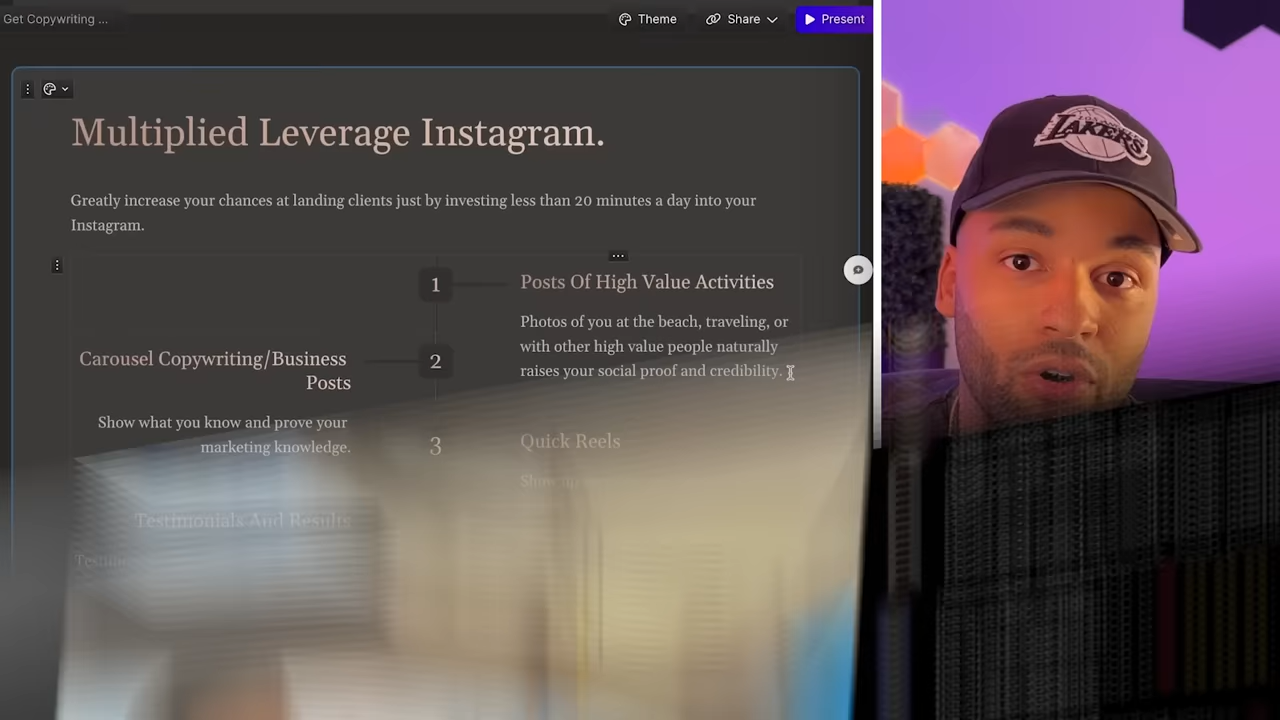 Get Copywriting ...
Theme
Share
Present
Multiplied Leverage Instagram.
Greatly increase your chances at landing clients just by investing less than 20 minutes a day into your
Instagram.
1
Posts Of High Value Activities
Photos of you at the beach, traveling, or
with other high value people naturally
raises your social proof and credibility.
2
Carousel Copywriting/Business
Posts
Show what you know and prove your
marketing knowledge.
3
Quick Reels
Show up
Testimonials And Results
LAKERS